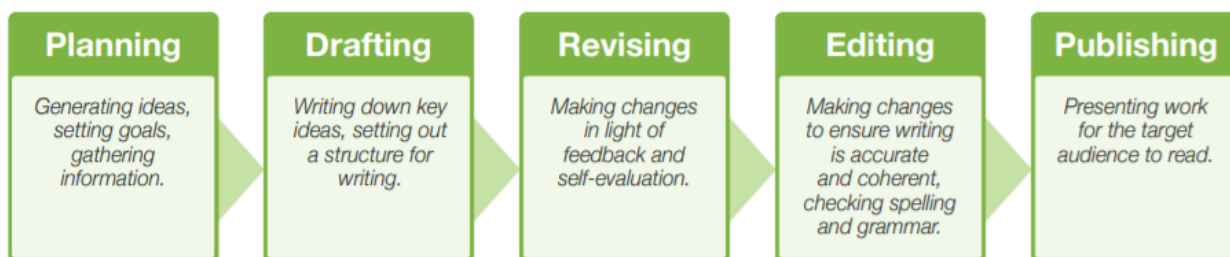 Planning
Generating ideas,
setting goals,
gathering
information.
Drafting
Writing down key
ideas, setting out
a structure for
writing.
Revising
Making changes
in light of
feedback and
self-evaluation.
Editing
Making changes
to ensure writing
is accurate
and coherent,
checking spelling
and grammar.
Publishing
Presenting work
for the target
audience to read.